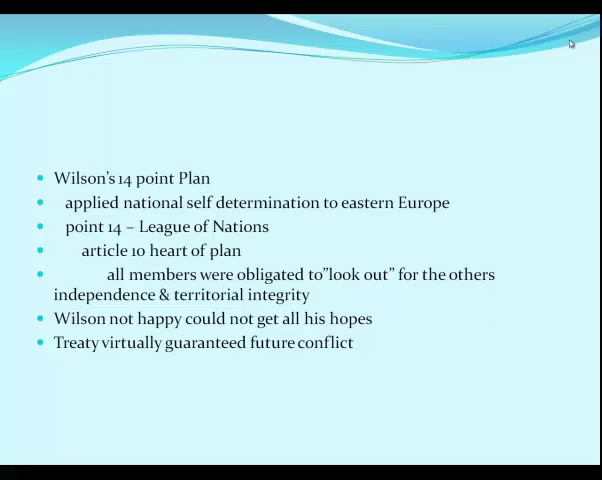 Wilson's 14 point Plan
applied national self determination to eastern Europe
point 14 – League of Nations
article 10 heart of plan
all members were obligated to"look out" for the others
independence & territorial integrity
Wilson not happy could not get all his hopes
Treaty virtually guaranteed future conflict